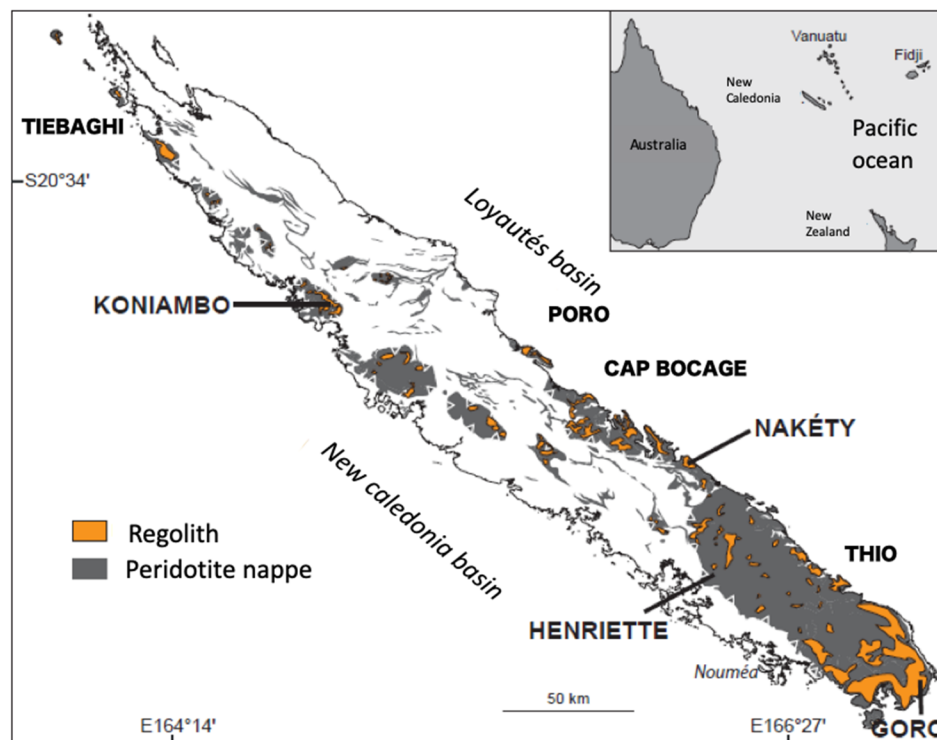 Vanuatu
Fidji
New
Caledonia
Pacific
ocean
Australia
New
Zealand
TIEBAGHI
S20°34'
Loyautés basin
KONIAMBO
PORO
CAP BOCAGE
NAKÉTY
New caledonia basin
Regolith
Peridotite nappe
THIO
HENRIETTE
Nouméa
50 km
GORO
E164°14'
E166°27'